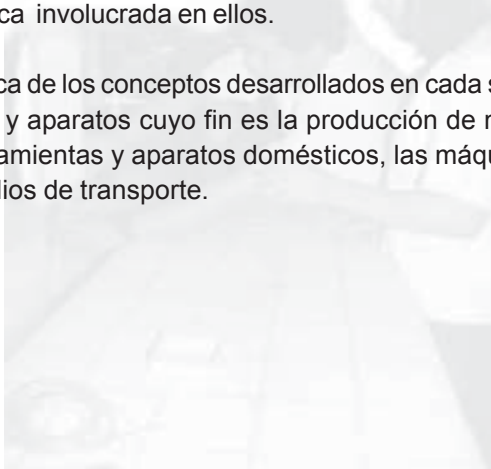 ca involucrada en ellos.
ca de los conceptos desarrollados en cada s
y aparatos cuyo fin es la producción de r
amientas y aparatos domésticos, las máqu
lios de transporte.